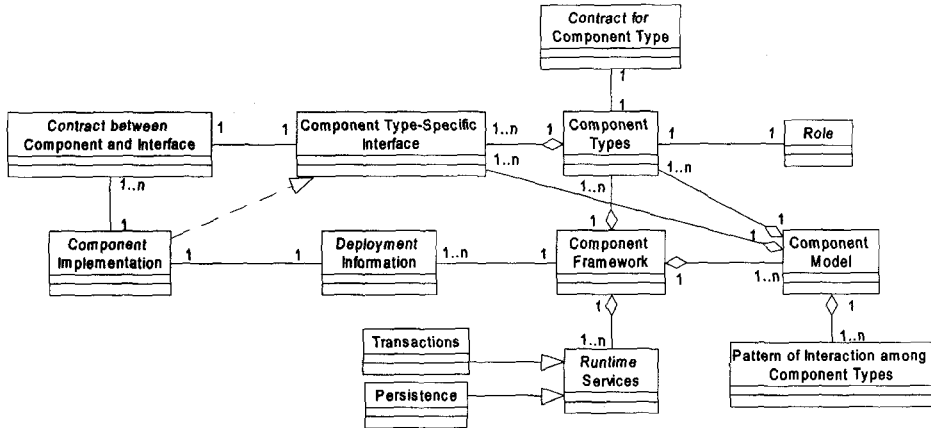 Contract for
Component Type
1
1
Contract between
Component and Interface
1
1
Component Type-Specific
Interface
1..n
1
Component
Types
1
1
Role
1..n
1..n
1..n
1..n
1
1
1
1
Component
Implementation
1
1
Deployment
Information
1..n
1
Component
Framework
1
1..n
Component
Model
1
1
1..n
1..n
Transactions
Persistence
Runtime
Services
Pattern of Interaction among
Component Types